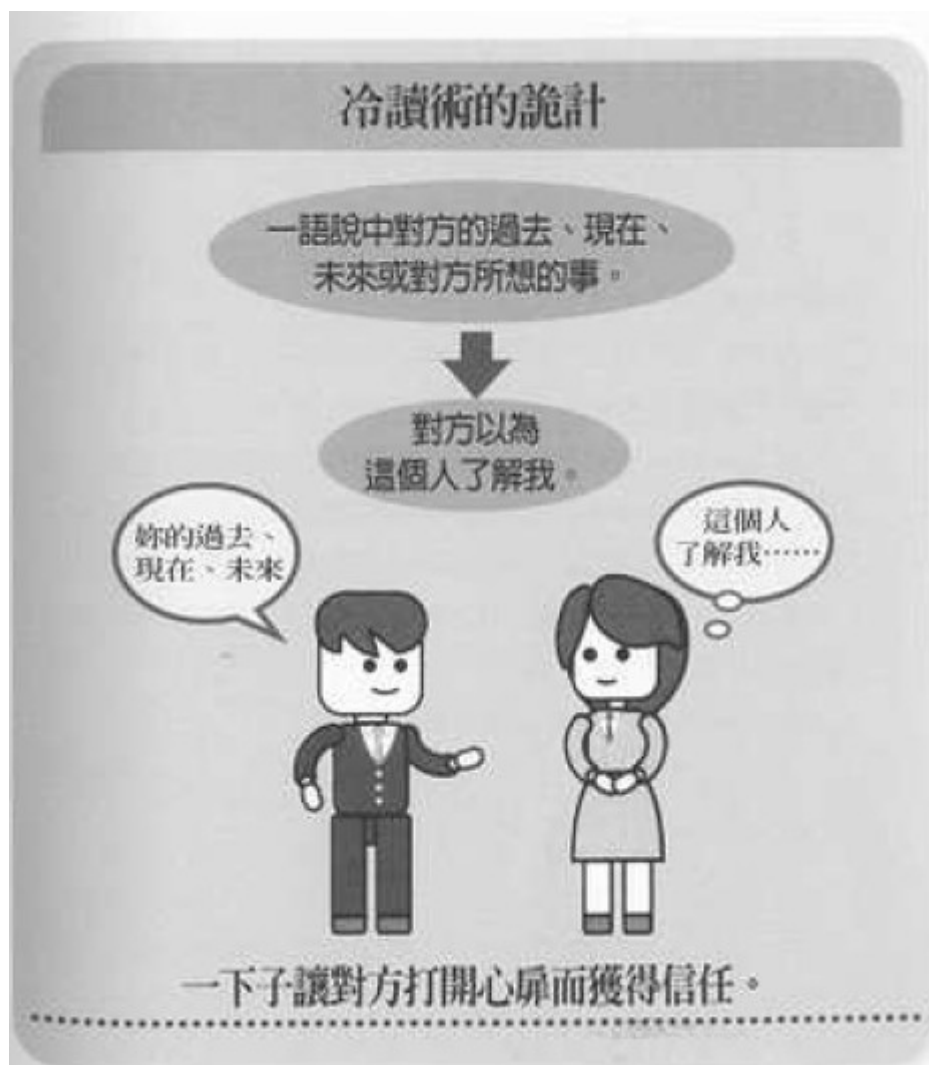 冷讀術的詭計
一語說中對方的過去、現在、
未來或對方所想的事。
對方以為
這個人了解我。
妳的過去、
現在、未來
這個人
了解我……
一下子讓對方打開心扉而獲得信任。